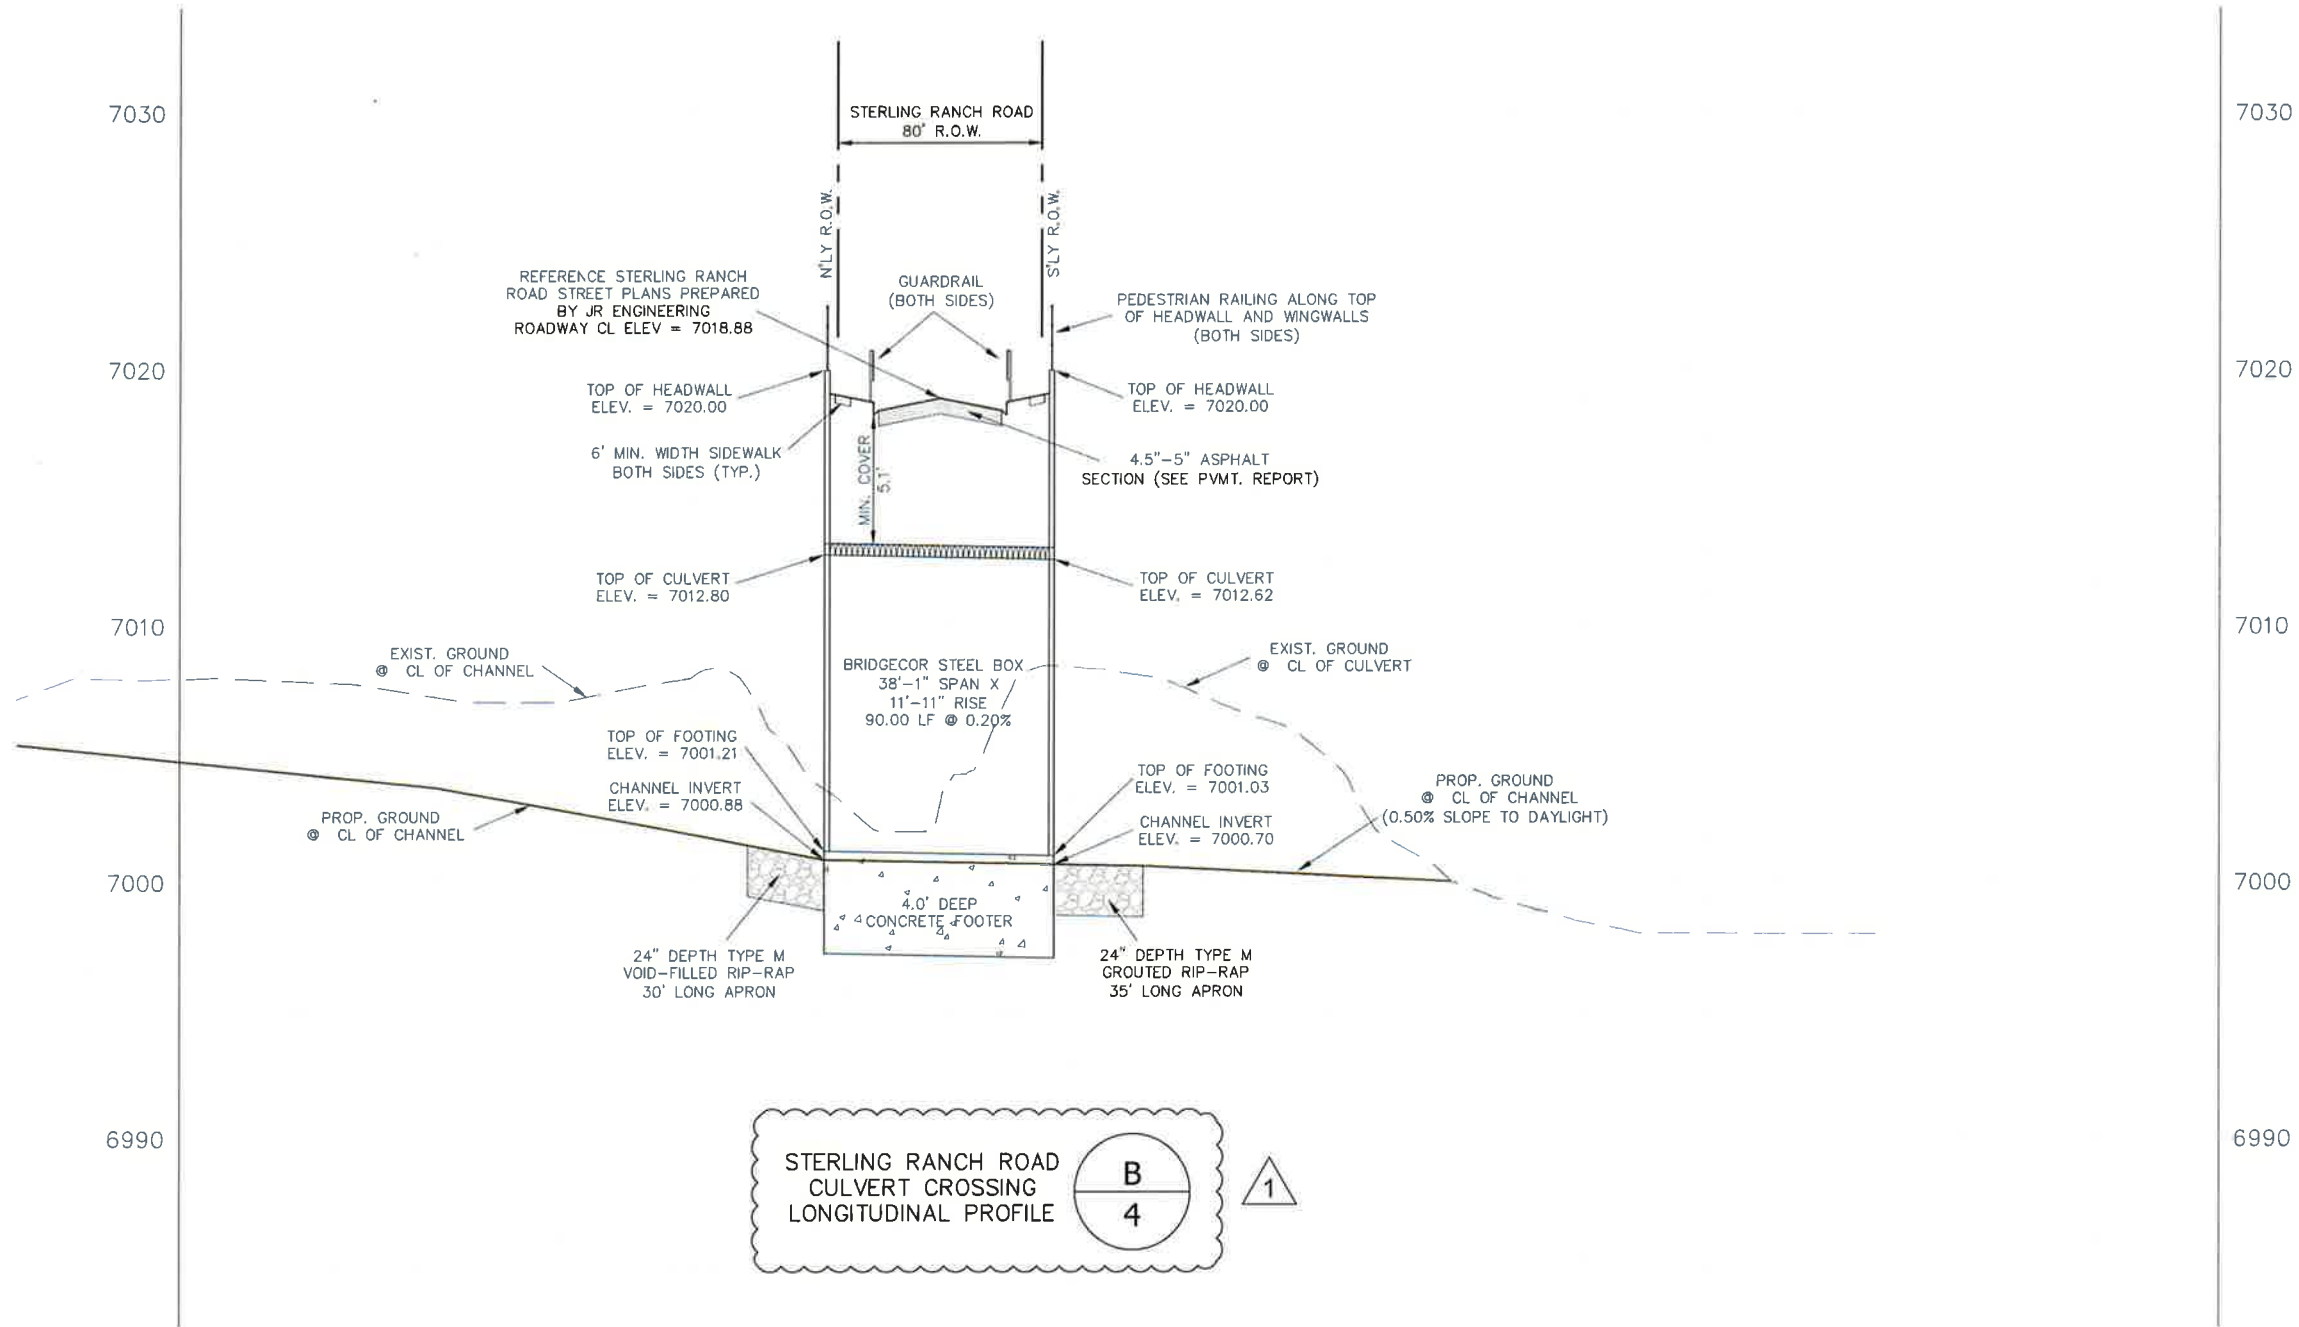 7030
7020
7010
7000
6990
7030
7020
7010
7000
6990
STERLING RANCH ROAD
80' R.O.W.
N'LY R.O.W.
S'LY R.O.W.
REFERENCE STERLING RANCH
ROAD STREET PLANS PREPARED
BY JR ENGINEERING
ROADWAY CL ELEV = 7018.88
GUARDRAIL
(BOTH SIDES)
PEDESTRIAN RAILING ALONG TOP
OF HEADWALL AND WINGWALLS
(BOTH SIDES)
TOP OF HEADWALL
ELEV. = 7020.00
TOP OF HEADWALL
ELEV. = 7020.00
6' MIN. WIDTH SIDEWALK
BOTH SIDES (TYP.)
MIN. COVER
5.1'
4.5"-5" ASPHALT
SECTION (SEE PVMT. REPORT)
TOP OF CULVERT
ELEV. = 7012.80
TOP OF CULVERT
ELEV. = 7012.62
EXIST. GROUND
@ CL OF CHANNEL
BRIDGECOR STEEL BOX
38'-1" SPAN X
11'-11" RISE
90.00 LF @ 0.20%
EXIST. GROUND
@ CL OF CULVERT
TOP OF FOOTING
ELEV. = 7001.21
CHANNEL INVERT
ELEV. = 7000.88
TOP OF FOOTING
ELEV. = 7001.03
CHANNEL INVERT
ELEV. = 7000.70
PROP. GROUND
@ CL OF CHANNEL
PROP. GROUND
@ CL OF CHANNEL
(0.50% SLOPE TO DAYLIGHT)
4.0' DEEP
CONCRETE FOOTER
24" DEPTH TYPE M
VOID-FILLED RIP-RAP
30' LONG APRON
24" DEPTH TYPE M
GROUTED RIP-RAP
35' LONG APRON
STERLING RANCH ROAD
CULVERT CROSSING
LONGITUDINAL PROFILE
B
4
1